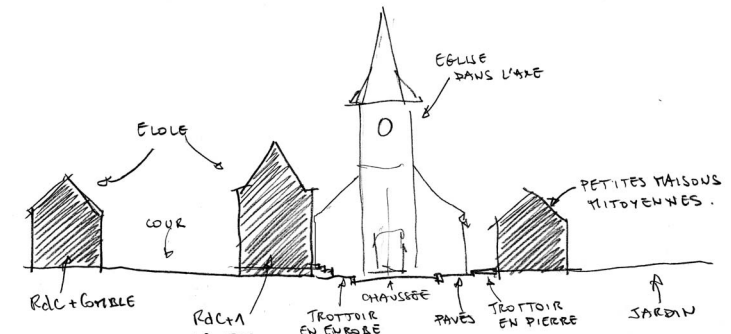 EGLISE
DANS L'AXE
ECOLE
PETITES MAISONS
MITOYENNES.
COUR
RdC + COMBLE
RdC+1
TROTTOIR
EN ENROBE
CHAUSSEE
PAVES
TROTTOIR
EN PIERRE
JARDIN